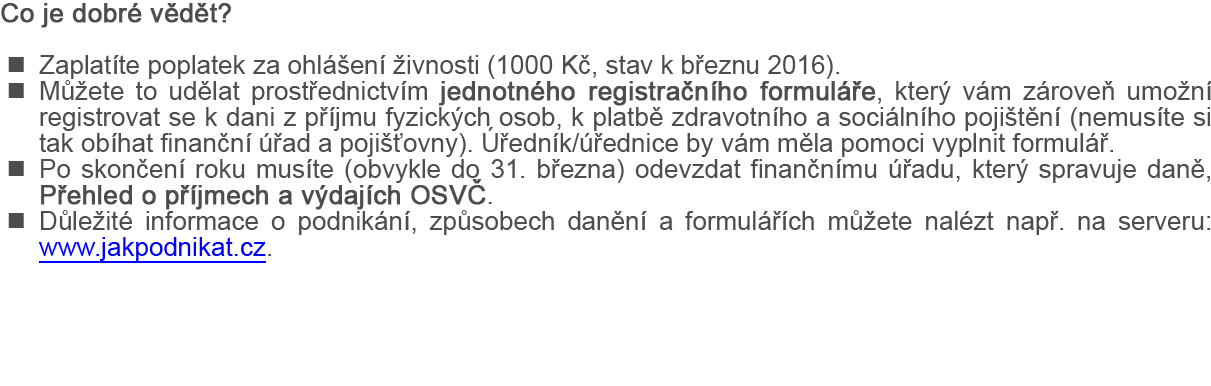 Co je dobré vědět?
■ Zaplatíte poplatek za ohlášení živnosti (1000 Kč, stav k březnu 2016).
■ Můžete to udělat prostřednictvím jednotného registračního formuláře, který vám zároveň umožní
registrovat se k dani z příjmu fyzických osob, k platbě zdravotního a sociálního pojištění (nemusíte si
tak obíhat finanční úřad a pojišťovny). Úředník/úřednice by vám měla pomoci vyplnit formulář.
■ Po skončení roku musíte (obvykle do 31. března) odevzdat finančnímu úřadu, který spravuje daně,
Přehled o příjmech a výdajích OSVČ.
■ Důležité informace o podnikání, způsobech danění a formulářích můžete nalézt např. na serveru:
www.jakpodnikat.cz.